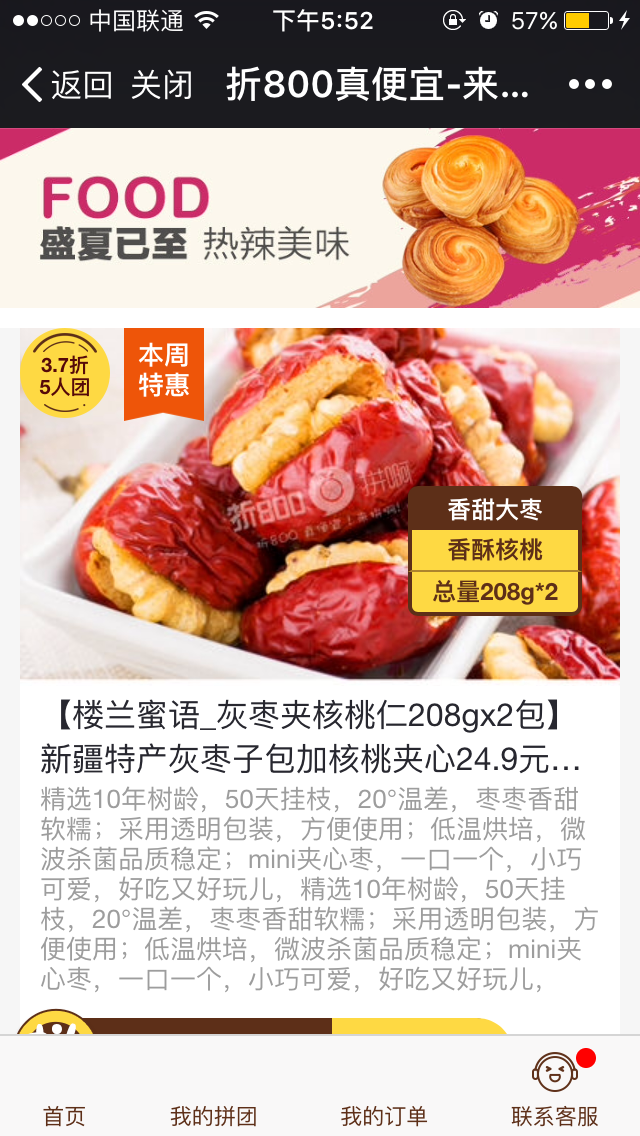 中国联通 下午5:52 57%
返回 关闭 折800真便宜-来...
FOOD
盛夏已至 热辣美味
3.7折
5人团
本周
特惠
折800 拼啊
折800 真便宜!来拼啊!
香甜大枣
香酥核桃
总量208g*2
【楼兰蜜语_灰枣夹核桃仁208gx2包】
新疆特产灰枣子包加核桃夹心24.9元...
精选10年树龄，50天挂枝，20°温差，枣枣香甜
软糯；采用透明包装，方便使用；低温烘培，微
波杀菌品质稳定；mini夹心枣，一口一个，小巧
可爱，好吃又好玩儿，精选10年树龄，50天挂
枝，20°温差，枣枣香甜软糯；采用透明包装，方
便使用；低温烘培，微波杀菌品质稳定；mini夹
心枣，一口一个，小巧可爱，好吃又好玩儿，
首页 我的拼团 我的订单 联系客服